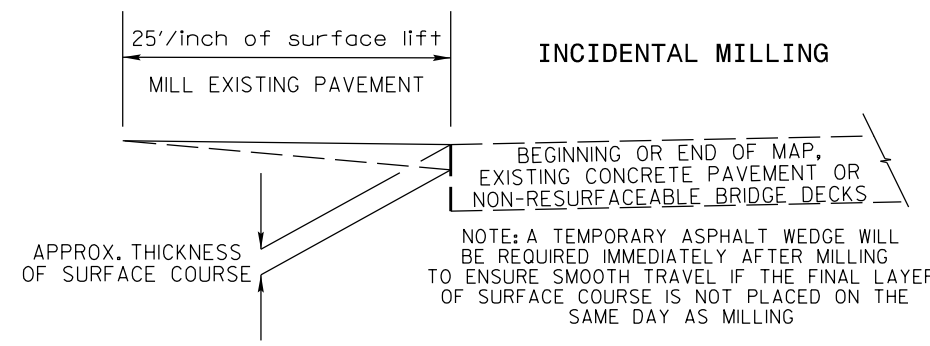 25'/inch of surface lift
MILL EXISTING PAVEMENT
INCIDENTAL MILLING
BEGINNING OR END OF MAP,
EXISTING CONCRETE PAVEMENT OR
NON-RESURFACEABLE BRIDGE DECKS
APPROX. THICKNESS
OF SURFACE COURSE
NOTE: A TEMPORARY ASPHALT WEDGE WILL
BE REQUIRED IMMEDIATELY AFTER MILLING
TO ENSURE SMOOTH TRAVEL IF THE FINAL LAYER
OF SURFACE COURSE IS NOT PLACED ON THE
SAME DAY AS MILLING